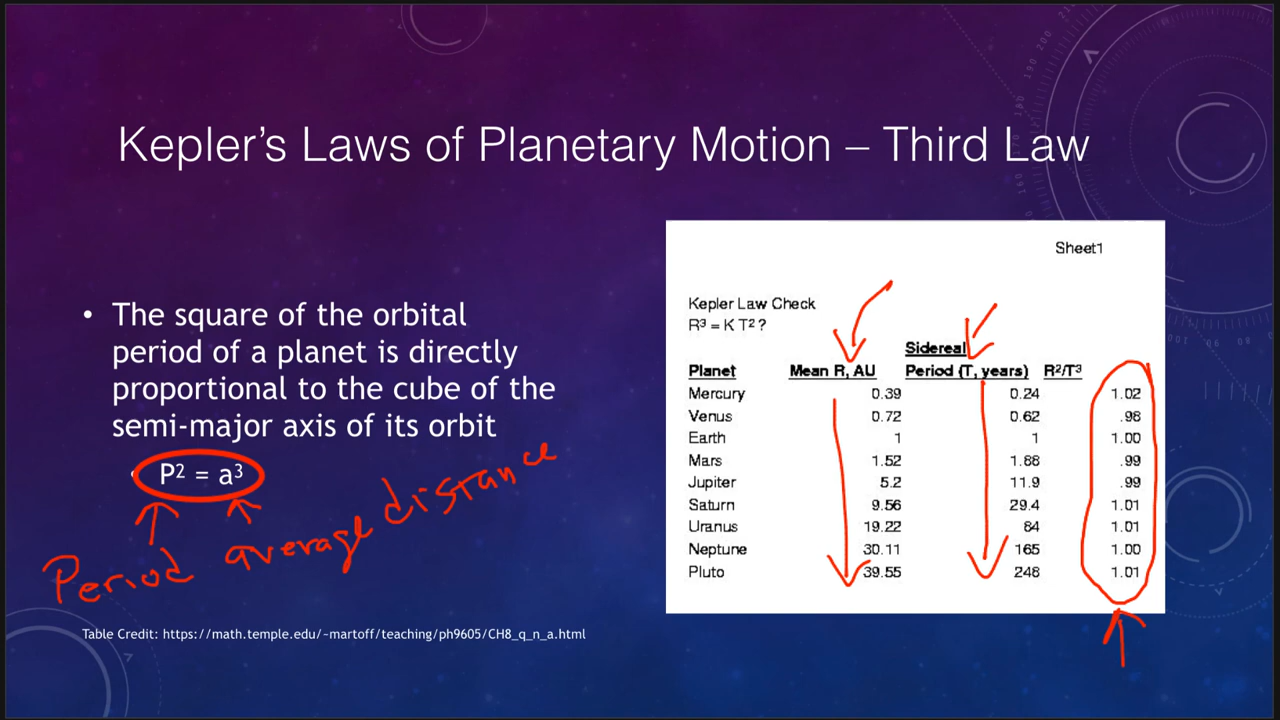 Kepler's Laws of Planetary Motion – Third Law
• The square of the orbital
period of a planet is directly
proportional to the cube of the
semi-major axis of its orbit
• P² = a³
Period average distance
Table Credit: https://math.temple.edu/~martoff/teaching/ph9605/CH8_q_n_a.html
Sheet1
Kepler Law Check
R³ = K T² ?
Sidereal
Planet Mean R, AU Period (T, years) R²/T³
Mercury 0.39 0.24 1.02
Venus 0.72 0.62 .98
Earth 1 1 1.00
Mars 1.52 1.88 .99
Jupiter 5.2 11.9 .99
Saturn 9.56 29.4 1.01
Uranus 19.22 84 1.01
Neptune 30.11 165 1.00
Pluto 39.55 248 1.01